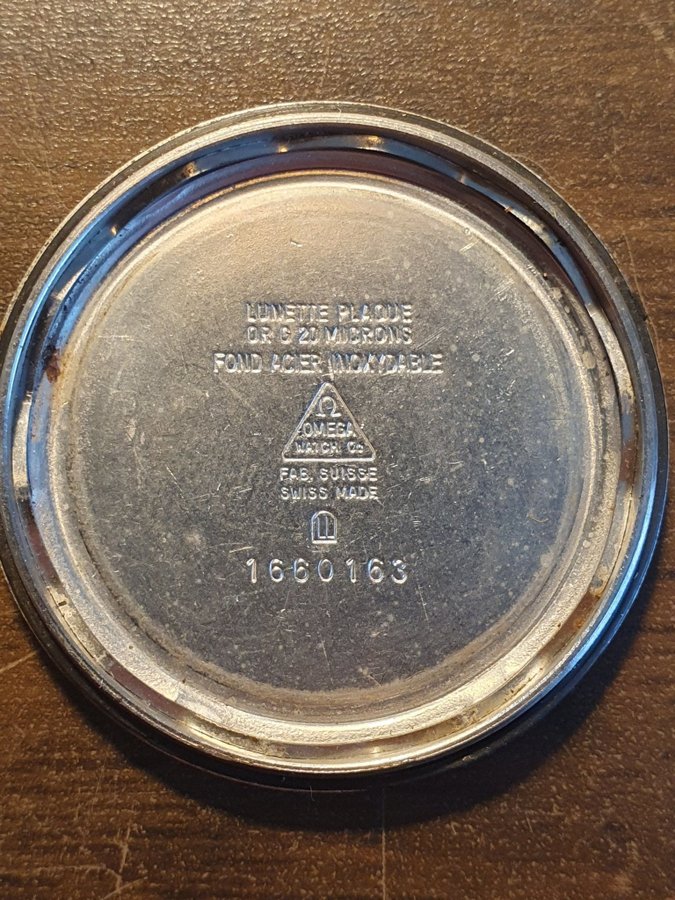 LUNETTE PLAQUE
OR G 20 MICRONS
FOND ACIER INOXYDABLE
Ω
OMEGA
WATCH Co
FAB. SUISSE
SWISS MADE
1660163